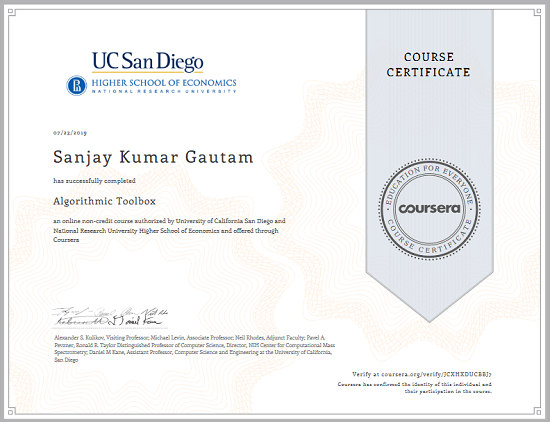 UC San Diego
HIGHER SCHOOL OF ECONOMICS
NATIONAL RESEARCH UNIVERSITY
COURSE
CERTIFICATE
07/22/2019
Sanjay Kumar Gautam
has successfully completed
Algorithmic Toolbox
an online non-credit course authorized by University of California San Diego and
National Research University Higher School of Economics and offered through
Coursera
EDUCATION FOR EVERYONE
coursera
COURSE CERTIFICATE
Alexander S. Kulikov, Visiting Professor; Michael Levin, Associate Professor; Neil Rhodes, Adjunct Faculty; Pavel A.
Pevzner, Ronald R. Taylor Distinguished Professor of Computer Science, Director, NIH Center for Computational Mass
Spectrometry; Daniel M Kane, Assistant Professor, Computer Science and Engineering at the University of California,
San Diego
Verify at coursera.org/verify/JCXHKDUCBBJ7
Coursera has confirmed the identity of this individual and
their participation in the course.